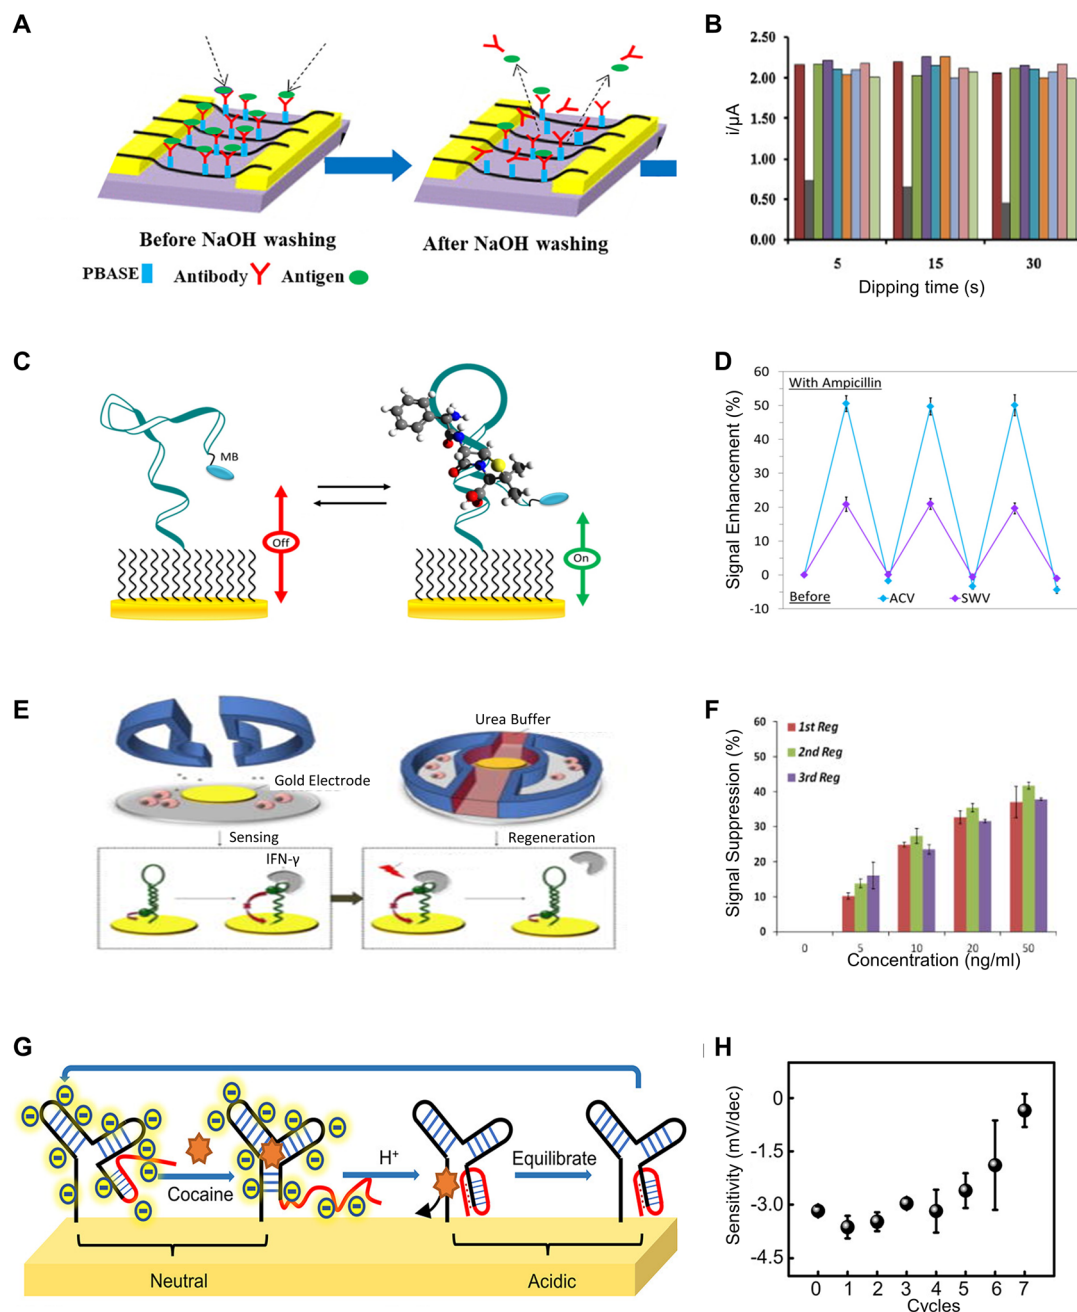 A
Before NaOH washing
After NaOH washing
PBASE Antibody Antigen
B
2.50
2.00
1.50
1.00
0.50
0.00
i/μA
5 15 30
Dipping time (s)
C
MB
Off
On
D
60
50
40
30
20
10
0
-10
Signal Enhancement (%)
With Ampicillin
Before
ACV SWV
E
Gold Electrode
Urea Buffer
Sensing
Regeneration
IFN-γ
F
60
50
40
30
20
10
0
Signal Suppression (%)
1st Reg
2nd Reg
3rd Reg
0 5 10 20 50
Concentration (ng/ml)
G
Cocaine
H+
Equilibrate
Neutral
Acidic
H
0
-1.5
-3.0
-4.5
Sensitivity (mV/dec)
0 1 2 3 4 5 6 7
Cycles